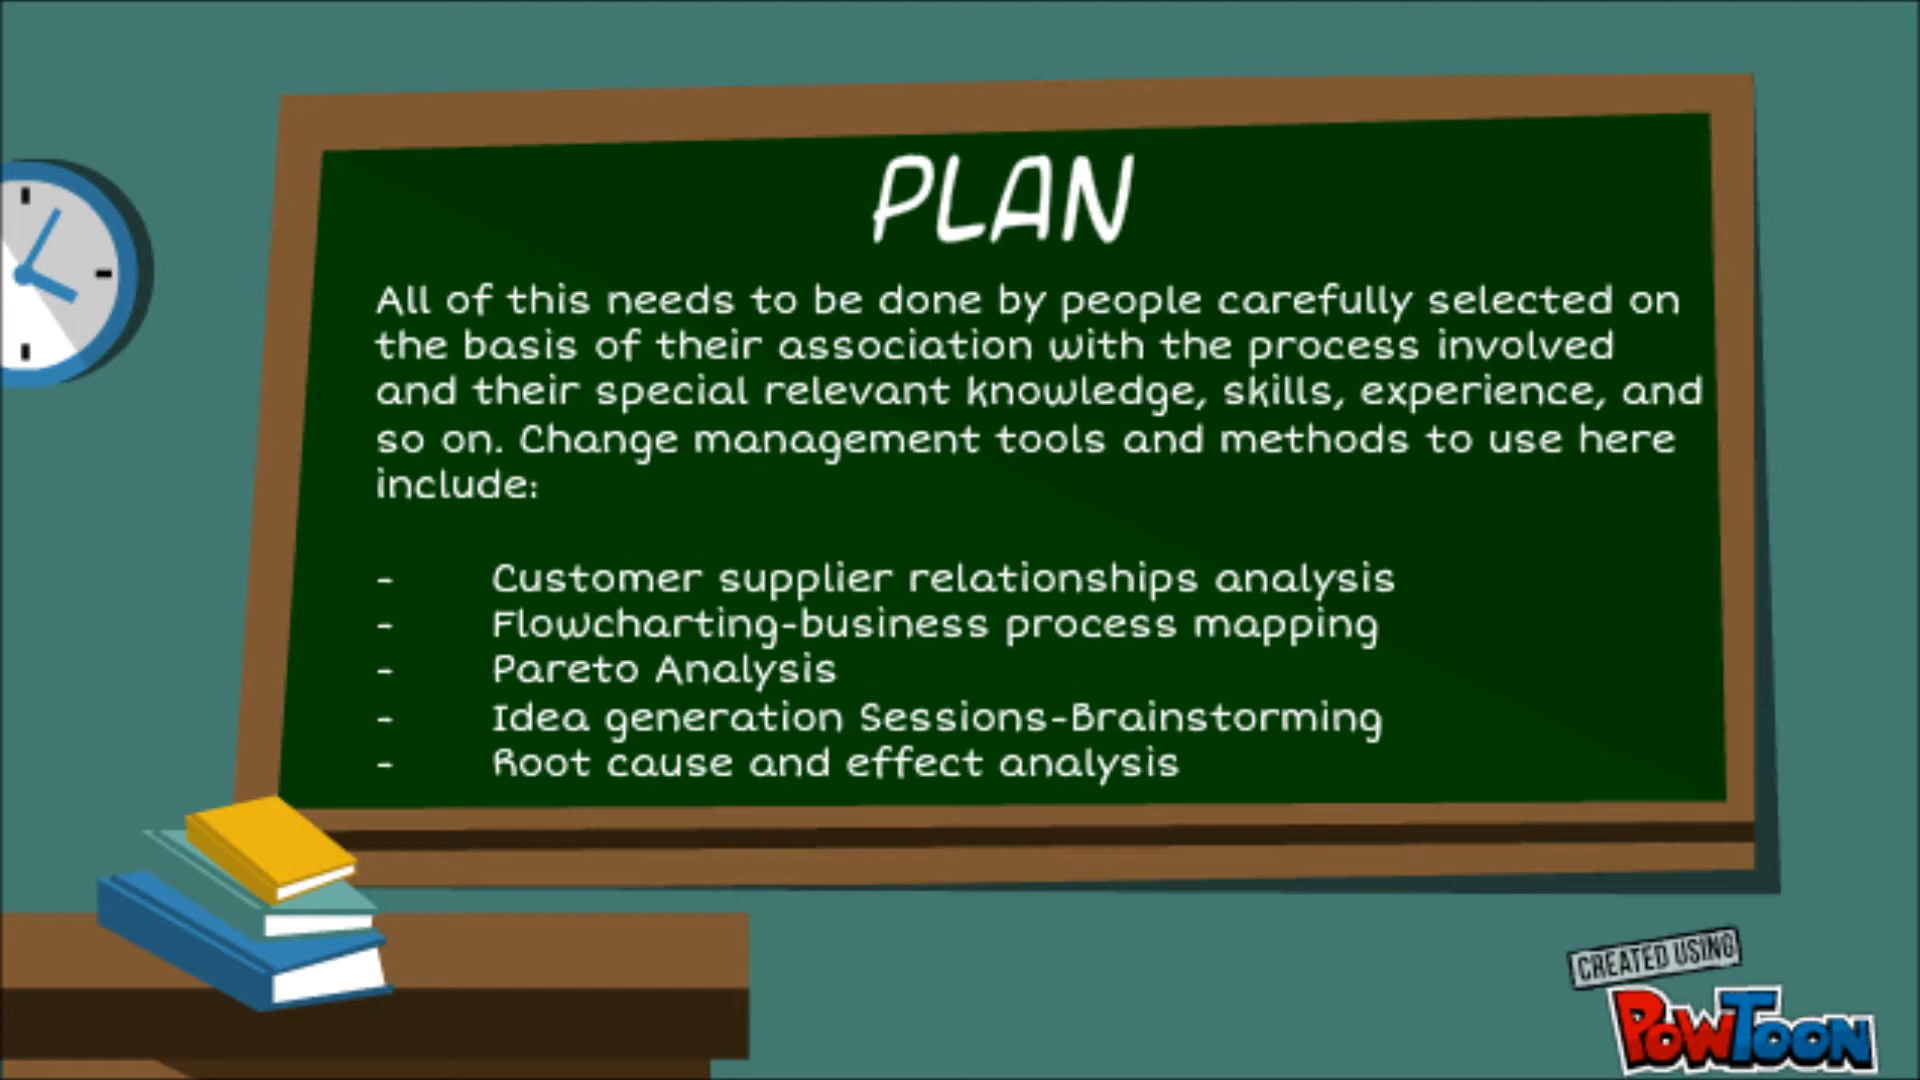 PLAN
All of this needs to be done by people carefully selected on
the basis of their association with the process involved
and their special relevant knowledge, skills, experience, and
so on. Change management tools and methods to use here
include:
- Customer supplier relationships analysis
- Flowcharting-business process mapping
- Pareto Analysis
- Idea generation Sessions-Brainstorming
- Root cause and effect analysis
CREATED USING
POWTOON